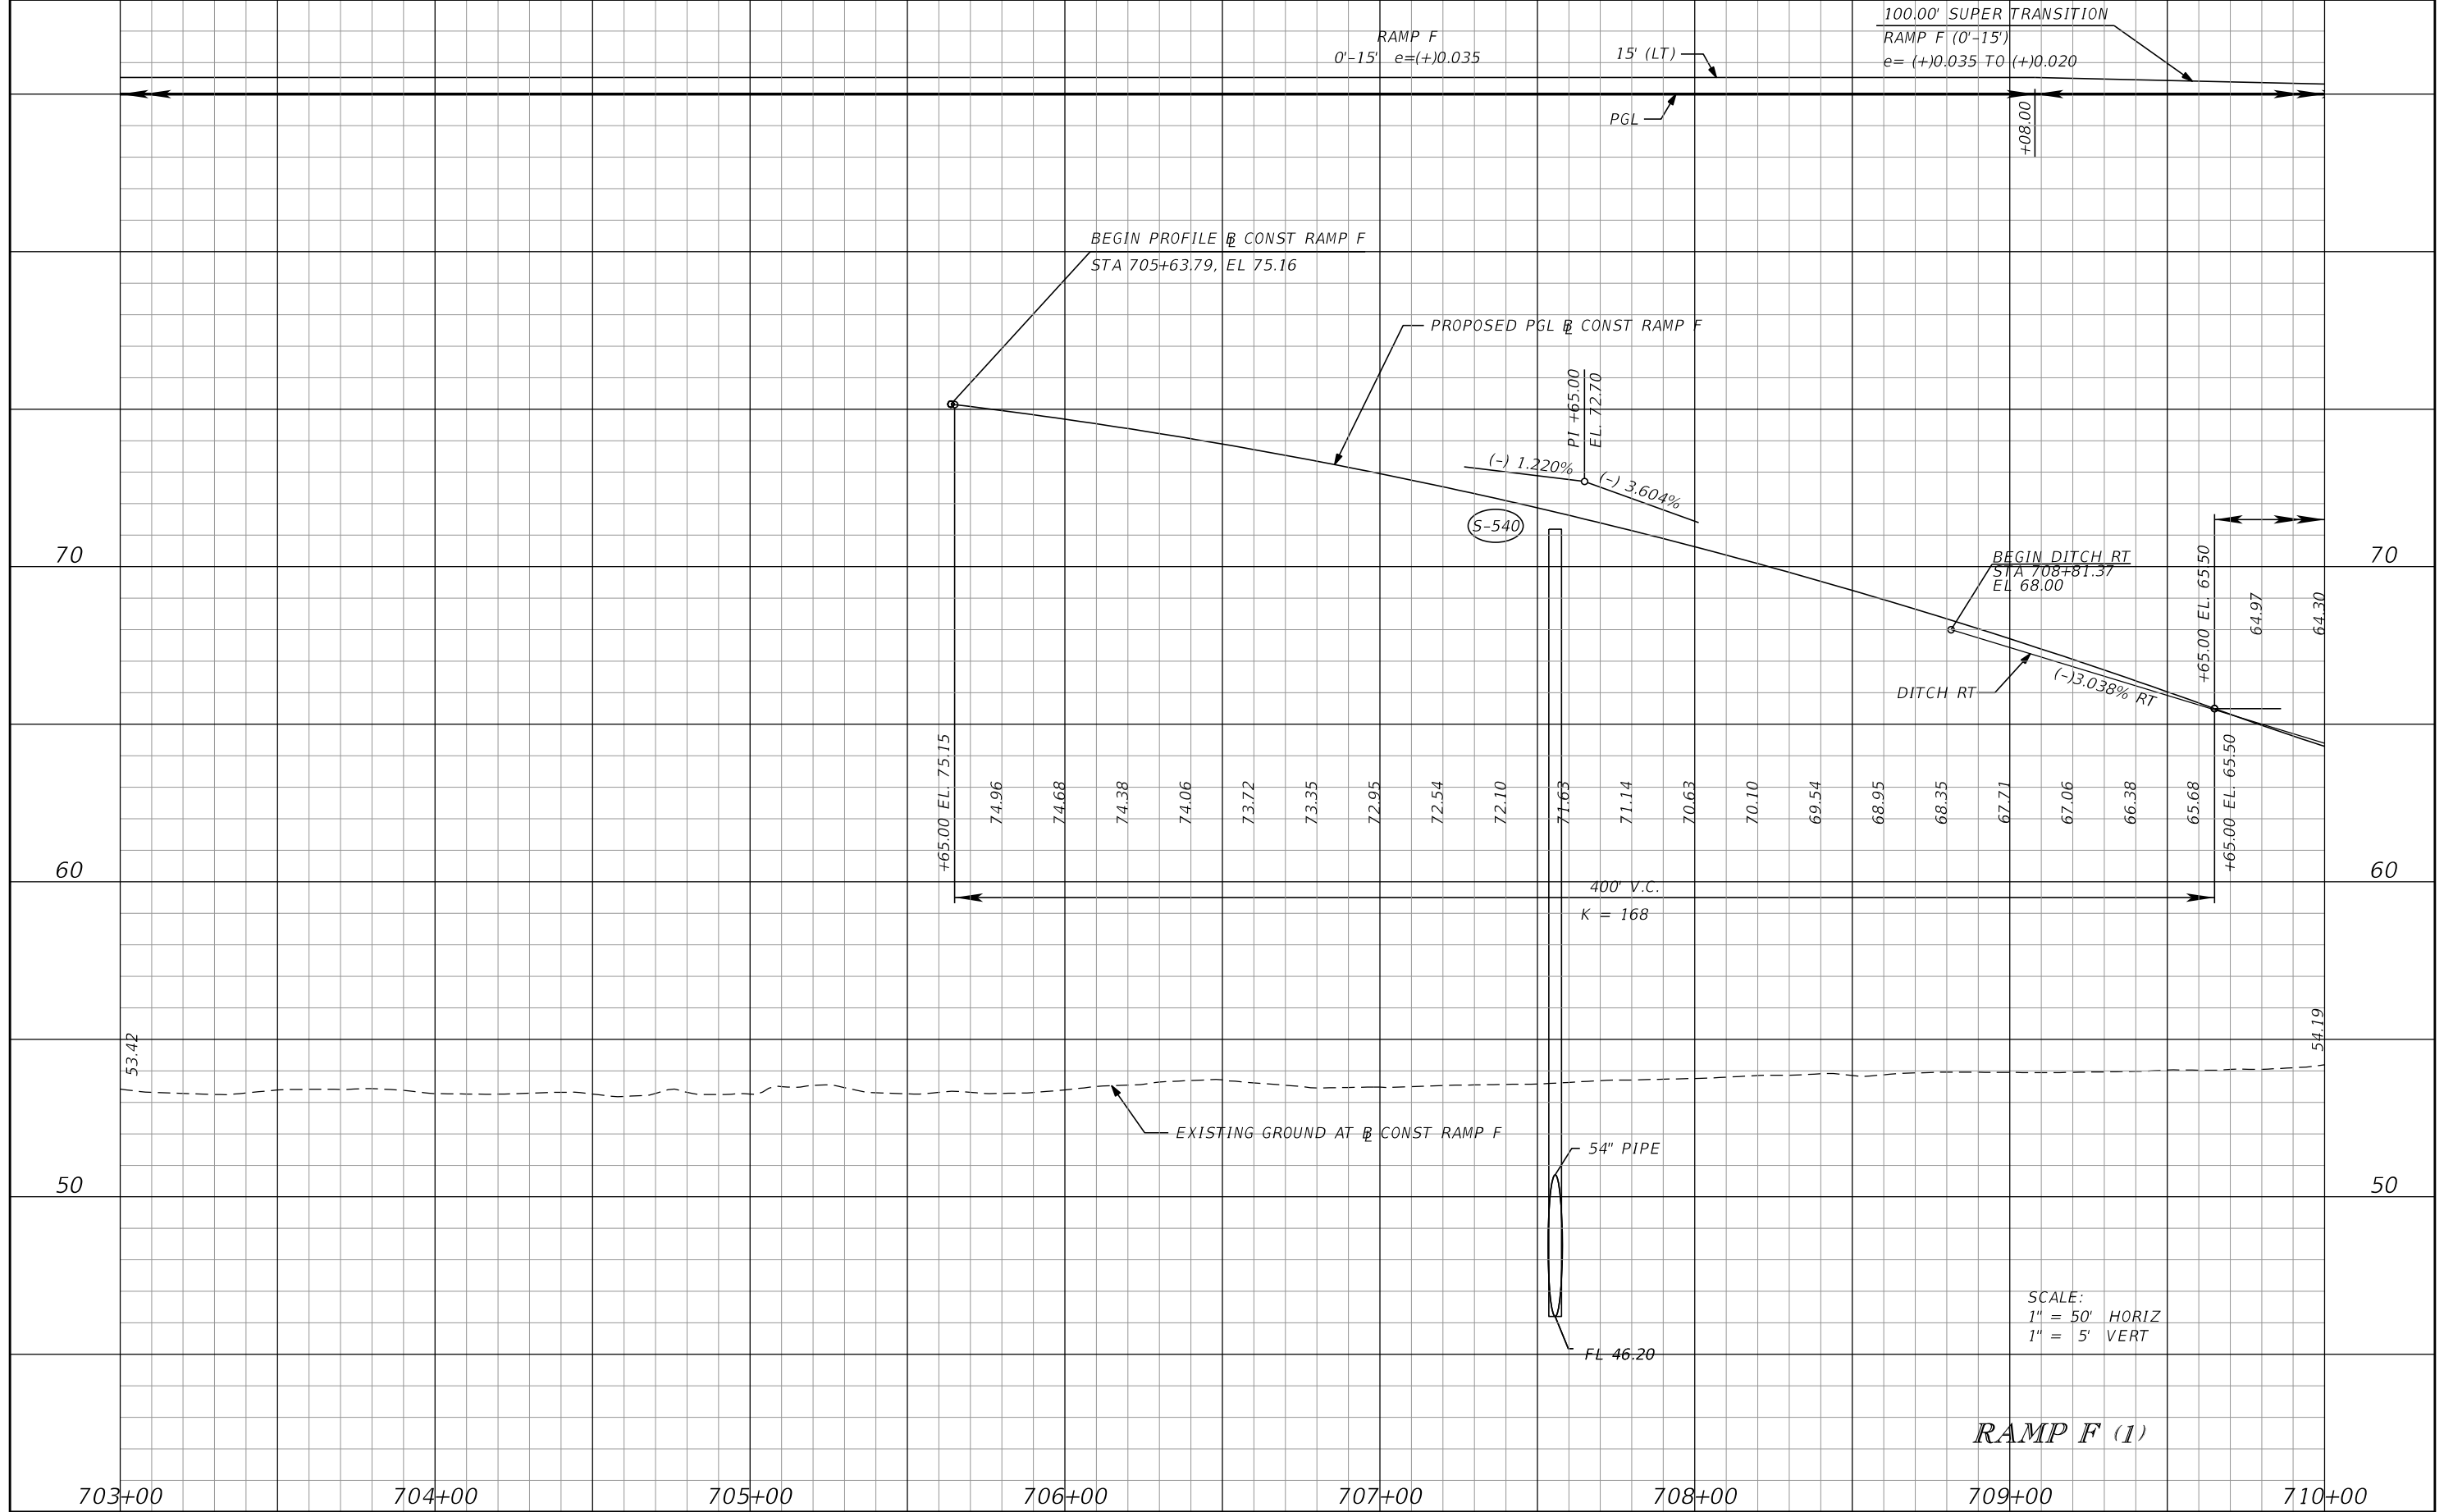 100.00' SUPER TRANSITION
RAMP F (0'-15')
e= (+)0.035 TO (+)0.020
RAMP F
0'-15' e=(+)0.035
15' (LT)
PGL
+08.00
BEGIN PROFILE ℄ CONST RAMP F
STA 705+63.79, EL 75.16
PROPOSED PGL ℄ CONST RAMP F
PI +65.00
EL. 72.70
(-) 1.220%
(-) 3.604%
S-540
70
70
BEGIN DITCH RT
STA 708+81.37
EL 68.00
+65.00 EL. 65.50
64.97
64.30
DITCH RT
(-)3.038% RT
+65.00 EL. 75.15
74.96
74.68
74.38
74.06
73.72
73.35
72.95
72.54
72.10
71.63
71.14
70.63
70.10
69.54
68.95
68.35
67.71
67.06
66.38
65.68
+65.00 EL. 65.50
60
60
400' V.C.
K = 168
53.42
54.19
EXISTING GROUND AT ℄ CONST RAMP F
54" PIPE
50
50
FL 46.20
SCALE:
1" = 50' HORIZ
1" = 5' VERT
RAMP F (1)
703+00 704+00 705+00 706+00 707+00 708+00 709+00 710+00